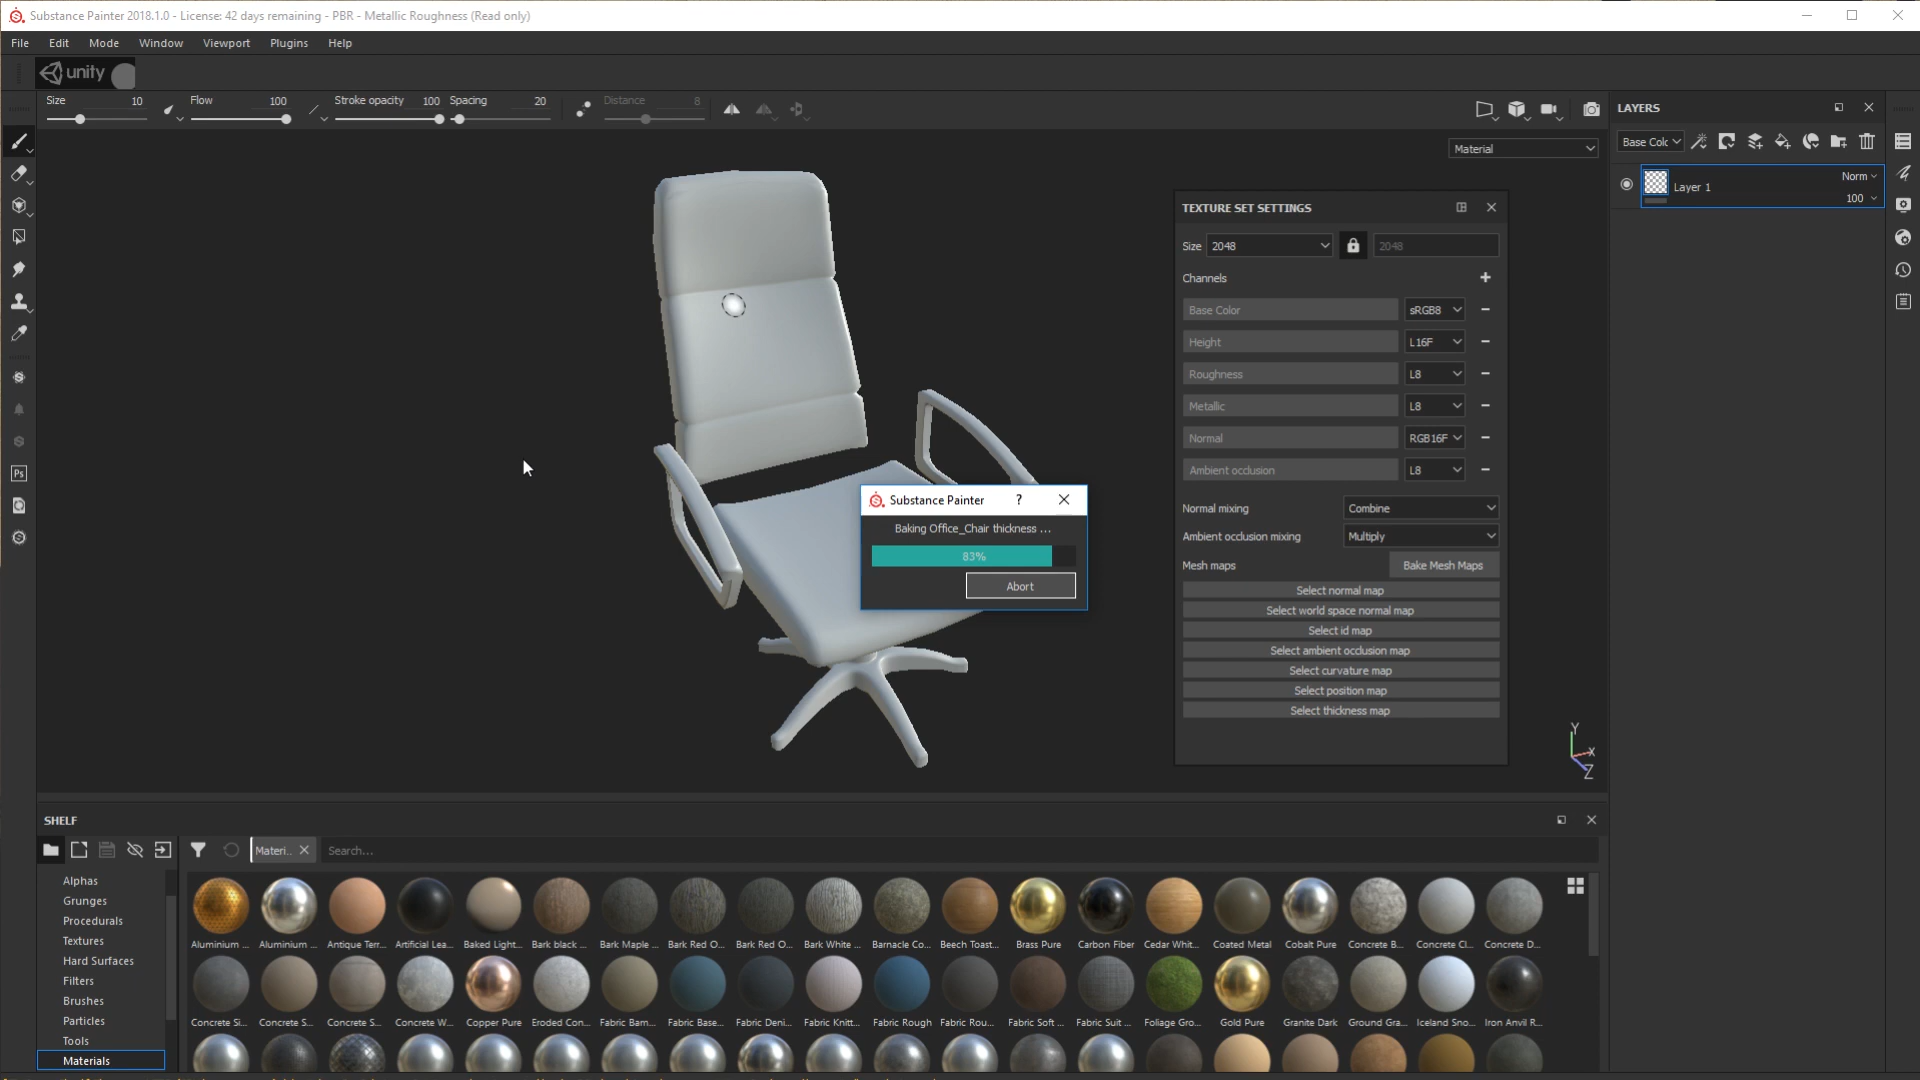 Substance Painter 2018.1.0 - License: 42 days remaining - PBR - Metallic Roughness (Read only)
File Edit Mode Window Viewport Plugins Help
unity
Size 10 Flow 100 Stroke opacity 100 Spacing 20 Distance 8
Material
LAYERS
Base Colc
Layer 1
Norm
100
TEXTURE SET SETTINGS
Size 2048 2048
Channels
Base Color sRGB8
Height L16F
Roughness L8
Metallic L8
Normal RGB16F
Ambient occlusion L8
Normal mixing Combine
Ambient occlusion mixing Multiply
Mesh maps Bake Mesh Maps
Select normal map
Select world space normal map
Select id map
Select ambient occlusion map
Select curvature map
Select position map
Select thickness map
Substance Painter ?
Baking Office_Chair thickness ...
83%
Abort
Ps
Y
X
Z
SHELF
Materi.. Search...
Alphas
Grunges
Procedurals
Textures
Hard Surfaces
Filters
Brushes
Particles
Tools
Materials
Aluminium ... Aluminium ... Antique Terr... Artificial Lea... Baked Light... Bark black ... Bark Maple ... Bark Red O... Bark Red O... Bark White ... Barnacle Co... Beech Toast... Brass Pure Carbon Fiber Cedar Whit... Coated Metal Cobalt Pure Concrete B... Concrete Cl... Concrete D...
Concrete Si... Concrete S... Concrete S... Concrete W... Copper Pure Eroded Con... Fabric Barn... Fabric Base... Fabric Deni... Fabric Knitt... Fabric Rough Fabric Rou... Fabric Soft ... Fabric Suit ... Foliage Gro... Gold Pure Granite Dark Ground Gra... Iceland Sno... Iron Anvil R...